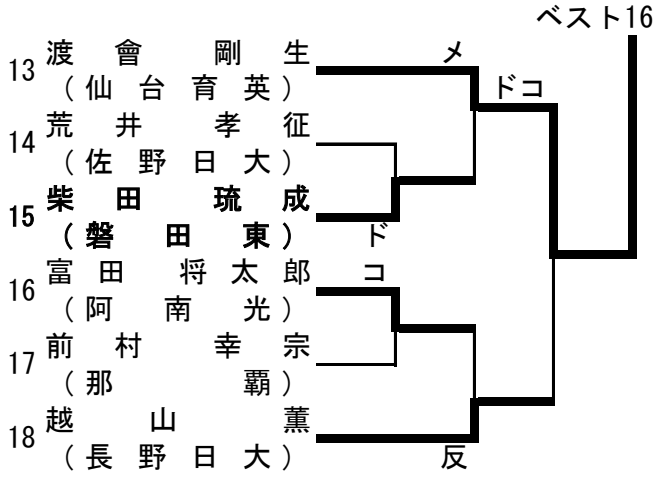 ベスト16
13 渡會 剛生
(仙台育英)
メ
ドコ
14 荒井 孝征
(佐野日大)
15 柴田 琉成
(磐田東)
ド
16 富田 将太郎
(阿南光)
コ
17 前村 幸宗
(那覇)
18 越山 薫
(長野日大)
反